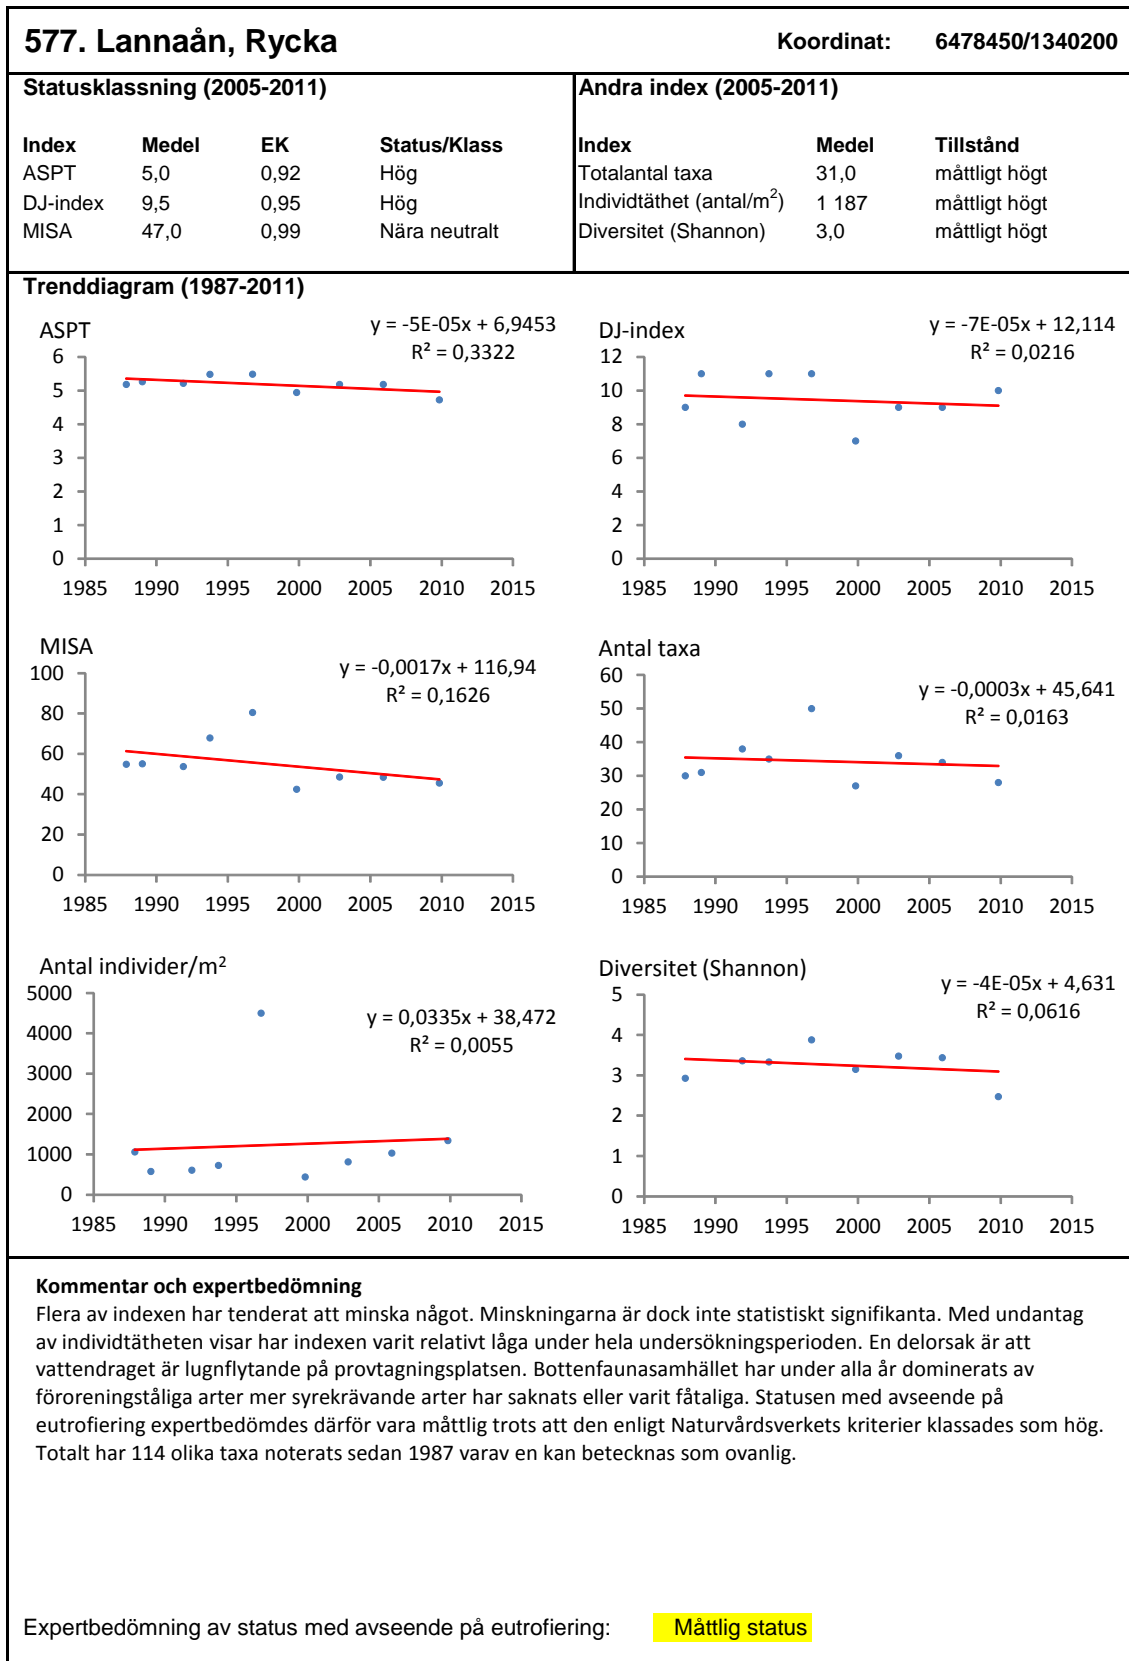 577. Lannaån, Rycka Koordinat: 6478450/1340200
Statusklassning (2005-2011)
Index Medel EK Status/Klass
ASPT 5,0 0,92 Hög
DJ-index 9,5 0,95 Hög
MISA 47,0 0,99 Nära neutralt
Andra index (2005-2011)
Index Medel Tillstånd
Totalantal taxa 31,0 måttligt högt
Individtäthet (antal/m²) 1 187 måttligt högt
Diversitet (Shannon) 3,0 måttligt högt
Trenddiagram (1987-2011)
ASPT
y = -5E-05x + 6,9453
R² = 0,3322
6
5
4
3
2
1
0
1985 1990 1995 2000 2005 2010 2015
DJ-index
y = -7E-05x + 12,114
R² = 0,0216
12
10
8
6
4
2
0
1985 1990 1995 2000 2005 2010 2015
MISA
y = -0,0017x + 116,94
R² = 0,1626
100
80
60
40
20
0
1985 1990 1995 2000 2005 2010 2015
Antal taxa
y = -0,0003x + 45,641
R² = 0,0163
60
50
40
30
20
10
0
1985 1990 1995 2000 2005 2010 2015
Antal individer/m²
y = 0,0335x + 38,472
R² = 0,0055
5000
4000
3000
2000
1000
0
1985 1990 1995 2000 2005 2010 2015
Diversitet (Shannon)
y = -4E-05x + 4,631
R² = 0,0616
5
4
3
2
1
0
1985 1990 1995 2000 2005 2010 2015
Kommentar och expertbedömning
Flera av indexen har tenderat att minska något. Minskningarna är dock inte statistiskt signifikanta. Med undantag
av individtätheten visar har indexen varit relativt låga under hela undersökningsperioden. En delorsak är att
vattendraget är lugnflytande på provtagningsplatsen. Bottenfaunasamhället har under alla år dominerats av
föroreningståliga arter mer syrekrävande arter har saknats eller varit fåtaliga. Statusen med avseende på
eutrofiering expertbedömdes därför vara måttlig trots att den enligt Naturvårdsverkets kriterier klassades som hög.
Totalt har 114 olika taxa noterats sedan 1987 varav en kan betecknas som ovanlig.
Expertbedömning av status med avseende på eutrofiering: Måttlig status